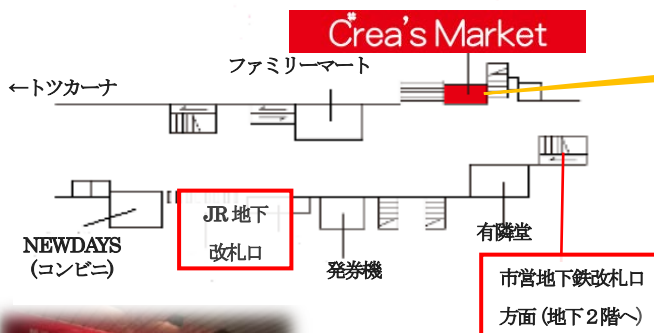 Crea's Market
ファミリーマート
←トツカーナ
JR 地下
改札口
NEWDAYS
(コンビニ)
発券機
有隣堂
市営地下鉄改札口
方面（地下２階へ）